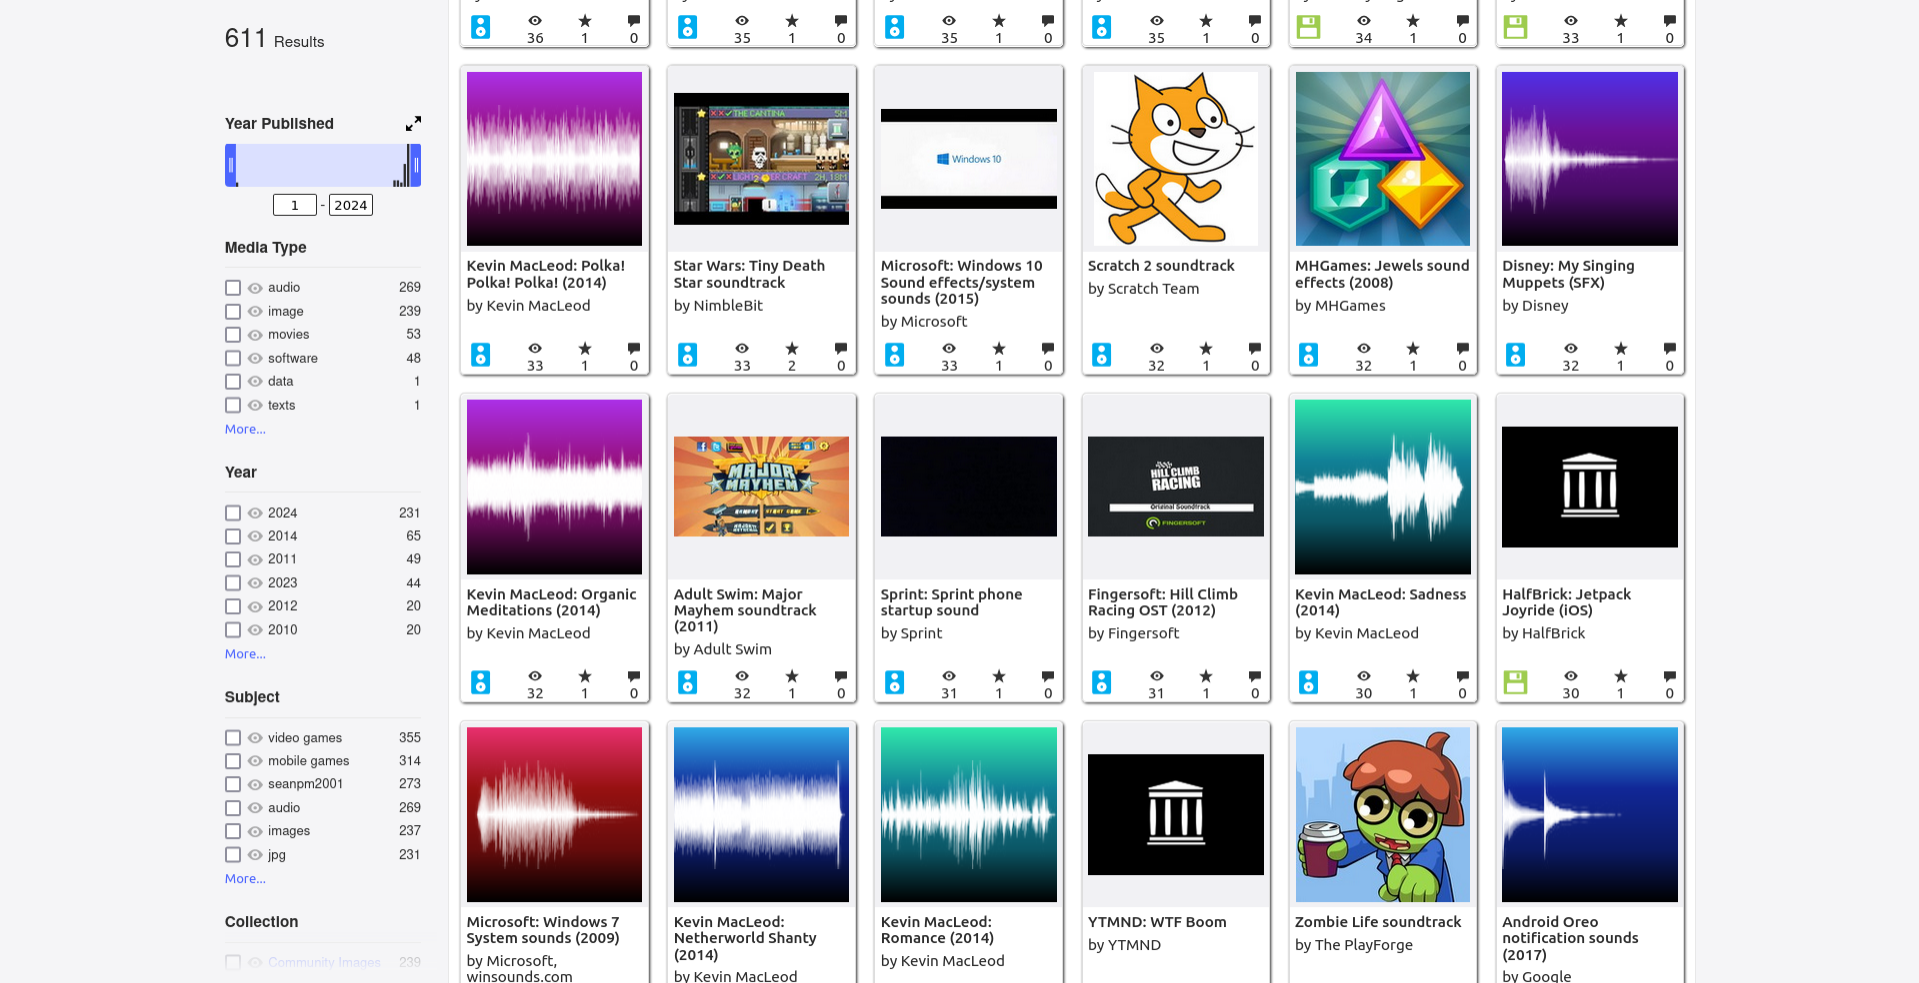 611 Results
Year Published
1 - 2024
Media Type
audio 269
image 239
movies 53
software 48
data 1
texts 1
More...
Year
2024 231
2014 65
2011 49
2023 44
2012 20
2010 20
More...
Subject
video games 355
mobile games 314
seanpm2001 273
audio 269
images 237
jpg 231
More...
Collection
Community Images 239
36 1 0
35 1 0
35 1 0
35 1 0
34 1 0
33 1 0
Kevin MacLeod: Polka!
Polka! Polka! (2014)
by Kevin MacLeod
33 1 0
THE CANTINA
Star Wars: Tiny Death
Star soundtrack
by NimbleBit
33 2 0
Windows 10
Microsoft: Windows 10
Sound effects/system
sounds (2015)
by Microsoft
33 1 0
Scratch 2 soundtrack
by Scratch Team
32 1 0
MHGames: Jewels sound
effects (2008)
by MHGames
32 1 0
Disney: My Singing
Muppets (SFX)
by Disney
32 1 0
Kevin MacLeod: Organic
Meditations (2014)
by Kevin MacLeod
32 1 0
MAJOR
MAYHEM
Adult Swim: Major
Mayhem soundtrack
(2011)
by Adult Swim
32 1 0
Sprint: Sprint phone
startup sound
by Sprint
31 1 0
HILL CLIMB
RACING
Original Soundtrack
FINGERSOFT
Fingersoft: Hill Climb
Racing OST (2012)
by Fingersoft
31 1 0
Kevin MacLeod: Sadness
(2014)
by Kevin MacLeod
30 1 0
HalfBrick: Jetpack
Joyride (iOS)
by HalfBrick
30 1 0
Microsoft: Windows 7
System sounds (2009)
by Microsoft,
winsounds.com
Kevin MacLeod:
Netherworld Shanty
(2014)
by Kevin MacLeod
Kevin MacLeod:
Romance (2014)
by Kevin MacLeod
YTMND: WTF Boom
by YTMND
Zombie Life soundtrack
by The PlayForge
Android Oreo
notification sounds
(2017)
by Google